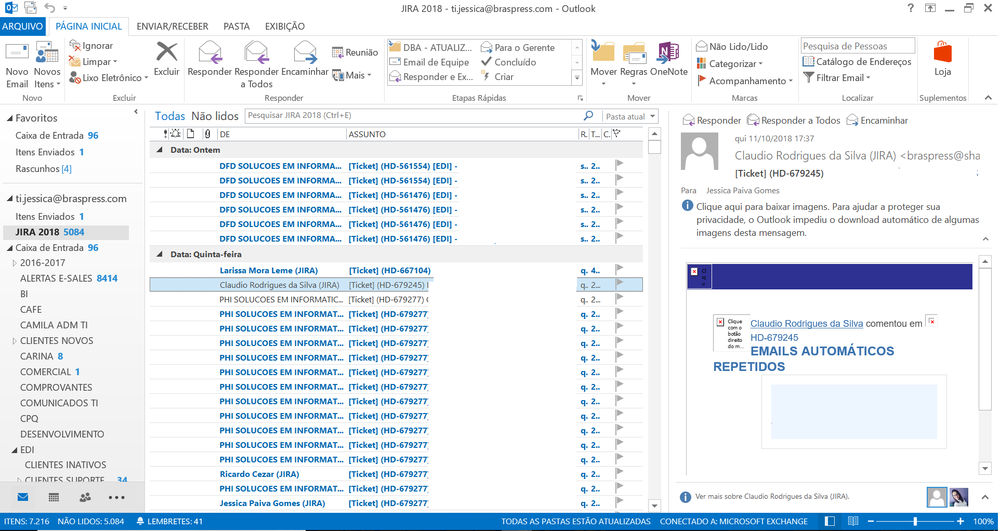 JIRA 2018 - ti.jessica@braspress.com - Outlook
ARQUIVO PÁGINA INICIAL ENVIAR/RECEBER PASTA EXIBIÇÃO
Novo Email
Novos Itens
Novo
Ignorar
Limpar
Lixo Eletrônico
Excluir
Excluir
Responder
Responder a Todos
Encaminhar
Reunião
Mais
Responder
DBA - ATUALIZ...
Email de Equipe
Responder e Ex...
Para o Gerente
Concluído
Criar
Etapas Rápidas
Mover
Regras
OneNote
Mover
Não Lido/Lido
Categorizar
Acompanhamento
Marcas
Pesquisa de Pessoas
Catálogo de Endereços
Filtrar Email
Localizar
Loja
Suplementos
Favoritos
Caixa de Entrada 96
Itens Enviados 1
Rascunhos [4]
ti.jessica@braspress.com
Itens Enviados 1
JIRA 2018 5084
Caixa de Entrada 96
2016-2017
ALERTAS E-SALES 8414
BI
CAFE
CAMILA ADM TI
CLIENTES NOVOS
CARINA 8
COMERCIAL 1
COMPROVANTES
COMUNICADOS TI
CPQ
DESENVOLVIMENTO
EDI
CLIENTES INATIVOS
CLIENTES SUPORTE 34
Todas Não lidos Pesquisar JIRA 2018 (Ctrl+E) Pasta atual
DE ASSUNTO R. T... C.
Data: Ontem
DFD SOLUCOES EM INFORMA... [Ticket] (HD-561554) [EDI] - s.. 2..
DFD SOLUCOES EM INFORMA... [Ticket] (HD-561554) [EDI] - s.. 2..
DFD SOLUCOES EM INFORMA... [Ticket] (HD-561476) [EDI] - s.. 2..
DFD SOLUCOES EM INFORMA... [Ticket] (HD-561476) [EDI] - s.. 2..
DFD SOLUCOES EM INFORMA... [Ticket] (HD-561476) [EDI] - s.. 2..
DFD SOLUCOES EM INFORMA... [Ticket] (HD-561476) [EDI] - s.. 2..
Data: Quinta-feira
Larissa Mora Leme (JIRA) [Ticket] (HD-667104) q. 4..
Claudio Rodrigues da Silva (JIRA) [Ticket] (HD-679245) q.. 2...
PHI SOLUCOES EM INFORMATIC... [Ticket] (HD-679277) q.. 2...
PHI SOLUCOES EM INFORMAT... [Ticket] (HD-679277) q. 2..
PHI SOLUCOES EM INFORMAT... [Ticket] (HD-679277) q. 2..
PHI SOLUCOES EM INFORMAT... [Ticket] (HD-679277) q. 2..
PHI SOLUCOES EM INFORMAT... [Ticket] (HD-679277) q. 2..
PHI SOLUCOES EM INFORMAT... [Ticket] (HD-679277) q. 2..
PHI SOLUCOES EM INFORMAT... [Ticket] (HD-679277) q. 2..
PHI SOLUCOES EM INFORMAT... [Ticket] (HD-679277) q. 2..
PHI SOLUCOES EM INFORMAT... [Ticket] (HD-679277) q. 2..
PHI SOLUCOES EM INFORMAT... [Ticket] (HD-679277) q. 2..
PHI SOLUCOES EM INFORMAT... [Ticket] (HD-679277) q. 2..
PHI SOLUCOES EM INFORMAT... [Ticket] (HD-679277) q. 2..
Ricardo Cezar (JIRA) [Ticket] (HD-679277) q. 2..
PHI SOLUCOES EM INFORMAT... [Ticket] (HD-679277) q. 2..
Jessica Paiva Gomes (JIRA) [Ticket] (HD-679277) q. 2..
Responder Responder a Todos Encaminhar
qui 11/10/2018 17:37
Claudio Rodrigues da Silva (JIRA) <braspress@sha
[Ticket] (HD-679245)
Para Jessica Paiva Gomes
Clique aqui para baixar imagens. Para ajudar a proteger sua
privacidade, o Outlook impediu o download automático de algumas
imagens desta mensagem.
Clique
com o
botão
direito
do m...
Claudio Rodrigues da Silva comentou em
HD-679245
EMAILS AUTOMÁTICOS
REPETIDOS
Ver mais sobre Claudio Rodrigues da Silva (JIRA).
ITENS: 7.216 NÃO LIDOS: 5.084 LEMBRETES: 41 TODAS AS PASTAS ESTÃO ATUALIZADAS. CONECTADO A: MICROSOFT EXCHANGE 100%